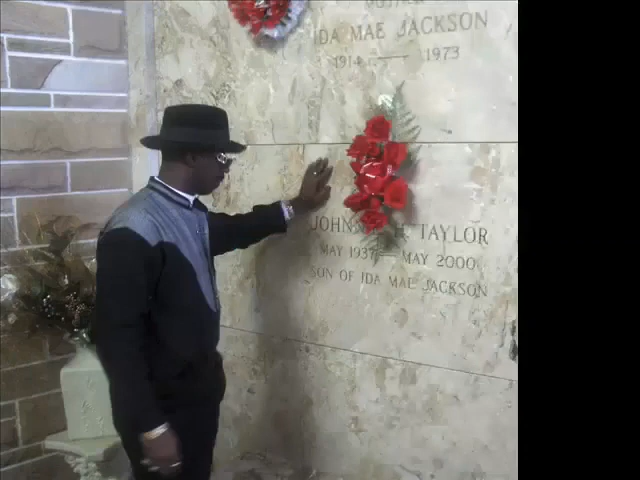 IDA MAE JACKSON
1914 — 1973
TAYLOR
MAY 1937 — MAY 2000
SON OF IDA MAE JACKSON